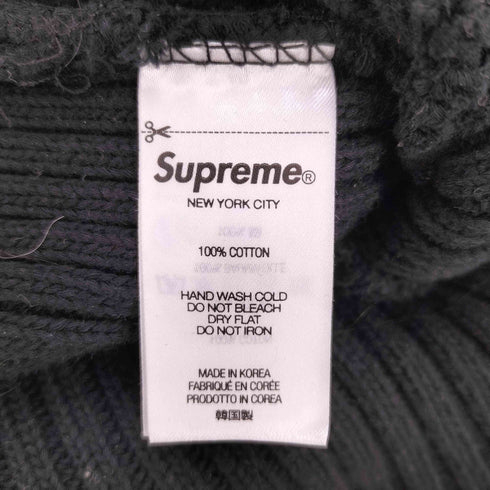 Supreme®
NEW YORK CITY
100% COTTON
HAND WASH COLD
DO NOT BLEACH
DRY FLAT
DO NOT IRON
MADE IN KOREA
FABRIQUÉ EN CORÉE
PRODOTTO IN COREA
韓国製